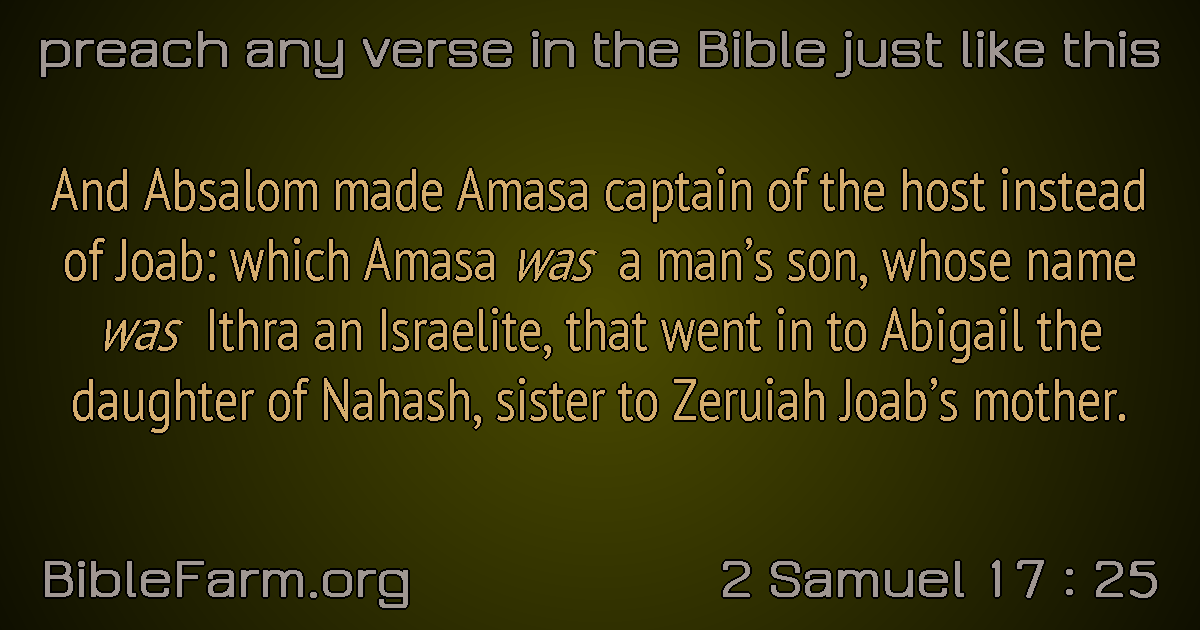 preach any verse in the Bible just like this
And Absalom made Amasa captain of the host instead
of Joab: which Amasa was a man’s son, whose name
was Ithra an Israelite, that went in to Abigail the
daughter of Nahash, sister to Zeruiah Joab’s mother.
BibleFarm.org
2 Samuel 17 : 25